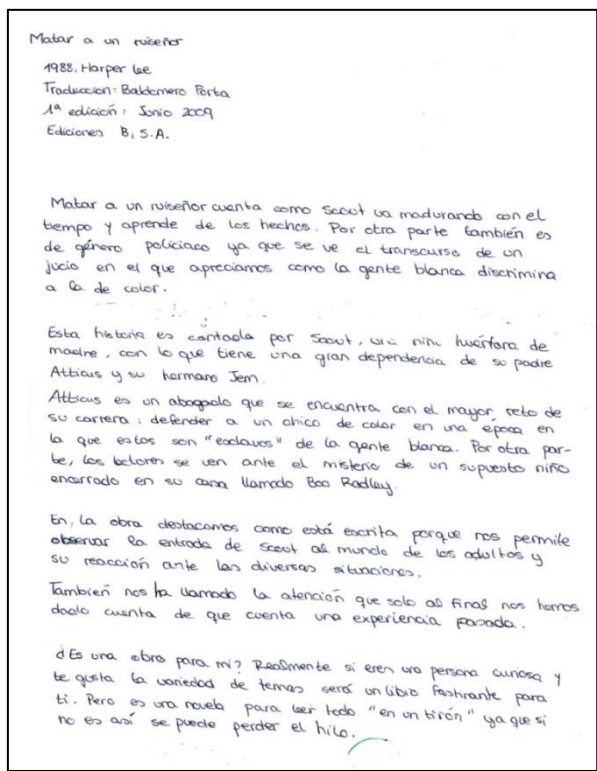 Matar a un ruiseñor
1988, Harper Lee
Traduccion: Baldomero Porta
1ª edición: Junio 2009
Ediciones B, S.A.
Matar a un ruiseñor cuenta como Scout va madurando con el
tiempo y aprende de los hechos. Por otra parte también es
de género policiaco ya que se ve el transcurso de un
jucio en el que apreciamos como la gente blanca discrimina
a la de color.
Esta historia es contada por Scout, una niña huérfana de
madre, con lo que tiene una gran dependencia de su padre
Atticus y su hermano Jem.
Atticus es un abogado que se encuentra con el mayor reto de
su carrera: defender a un chico de color en una época en
la que estos son "esclavos" de la gente blanca. Por otra par-
te, los lectores se ven ante el misterio de un supuesto niño
encerrado en su casa llamado Boo Radley.
En la obra destacamos como está escrita porque nos permite
observar la entrada de Scout al mundo de los adultos y
su reacción ante las diversas situaciones.
También nos ha llamado la atención que solo al final nos hemos
dado cuenta de que cuenta una experiencia pasada.
¿Es una obra para mi? Realmente si eres una persona curiosa y
te gusta la variedad de temas será un libro para
ti. Pero es una novela para leer todo "en un tirón" ya que si
no es así se puede perder el hilo.